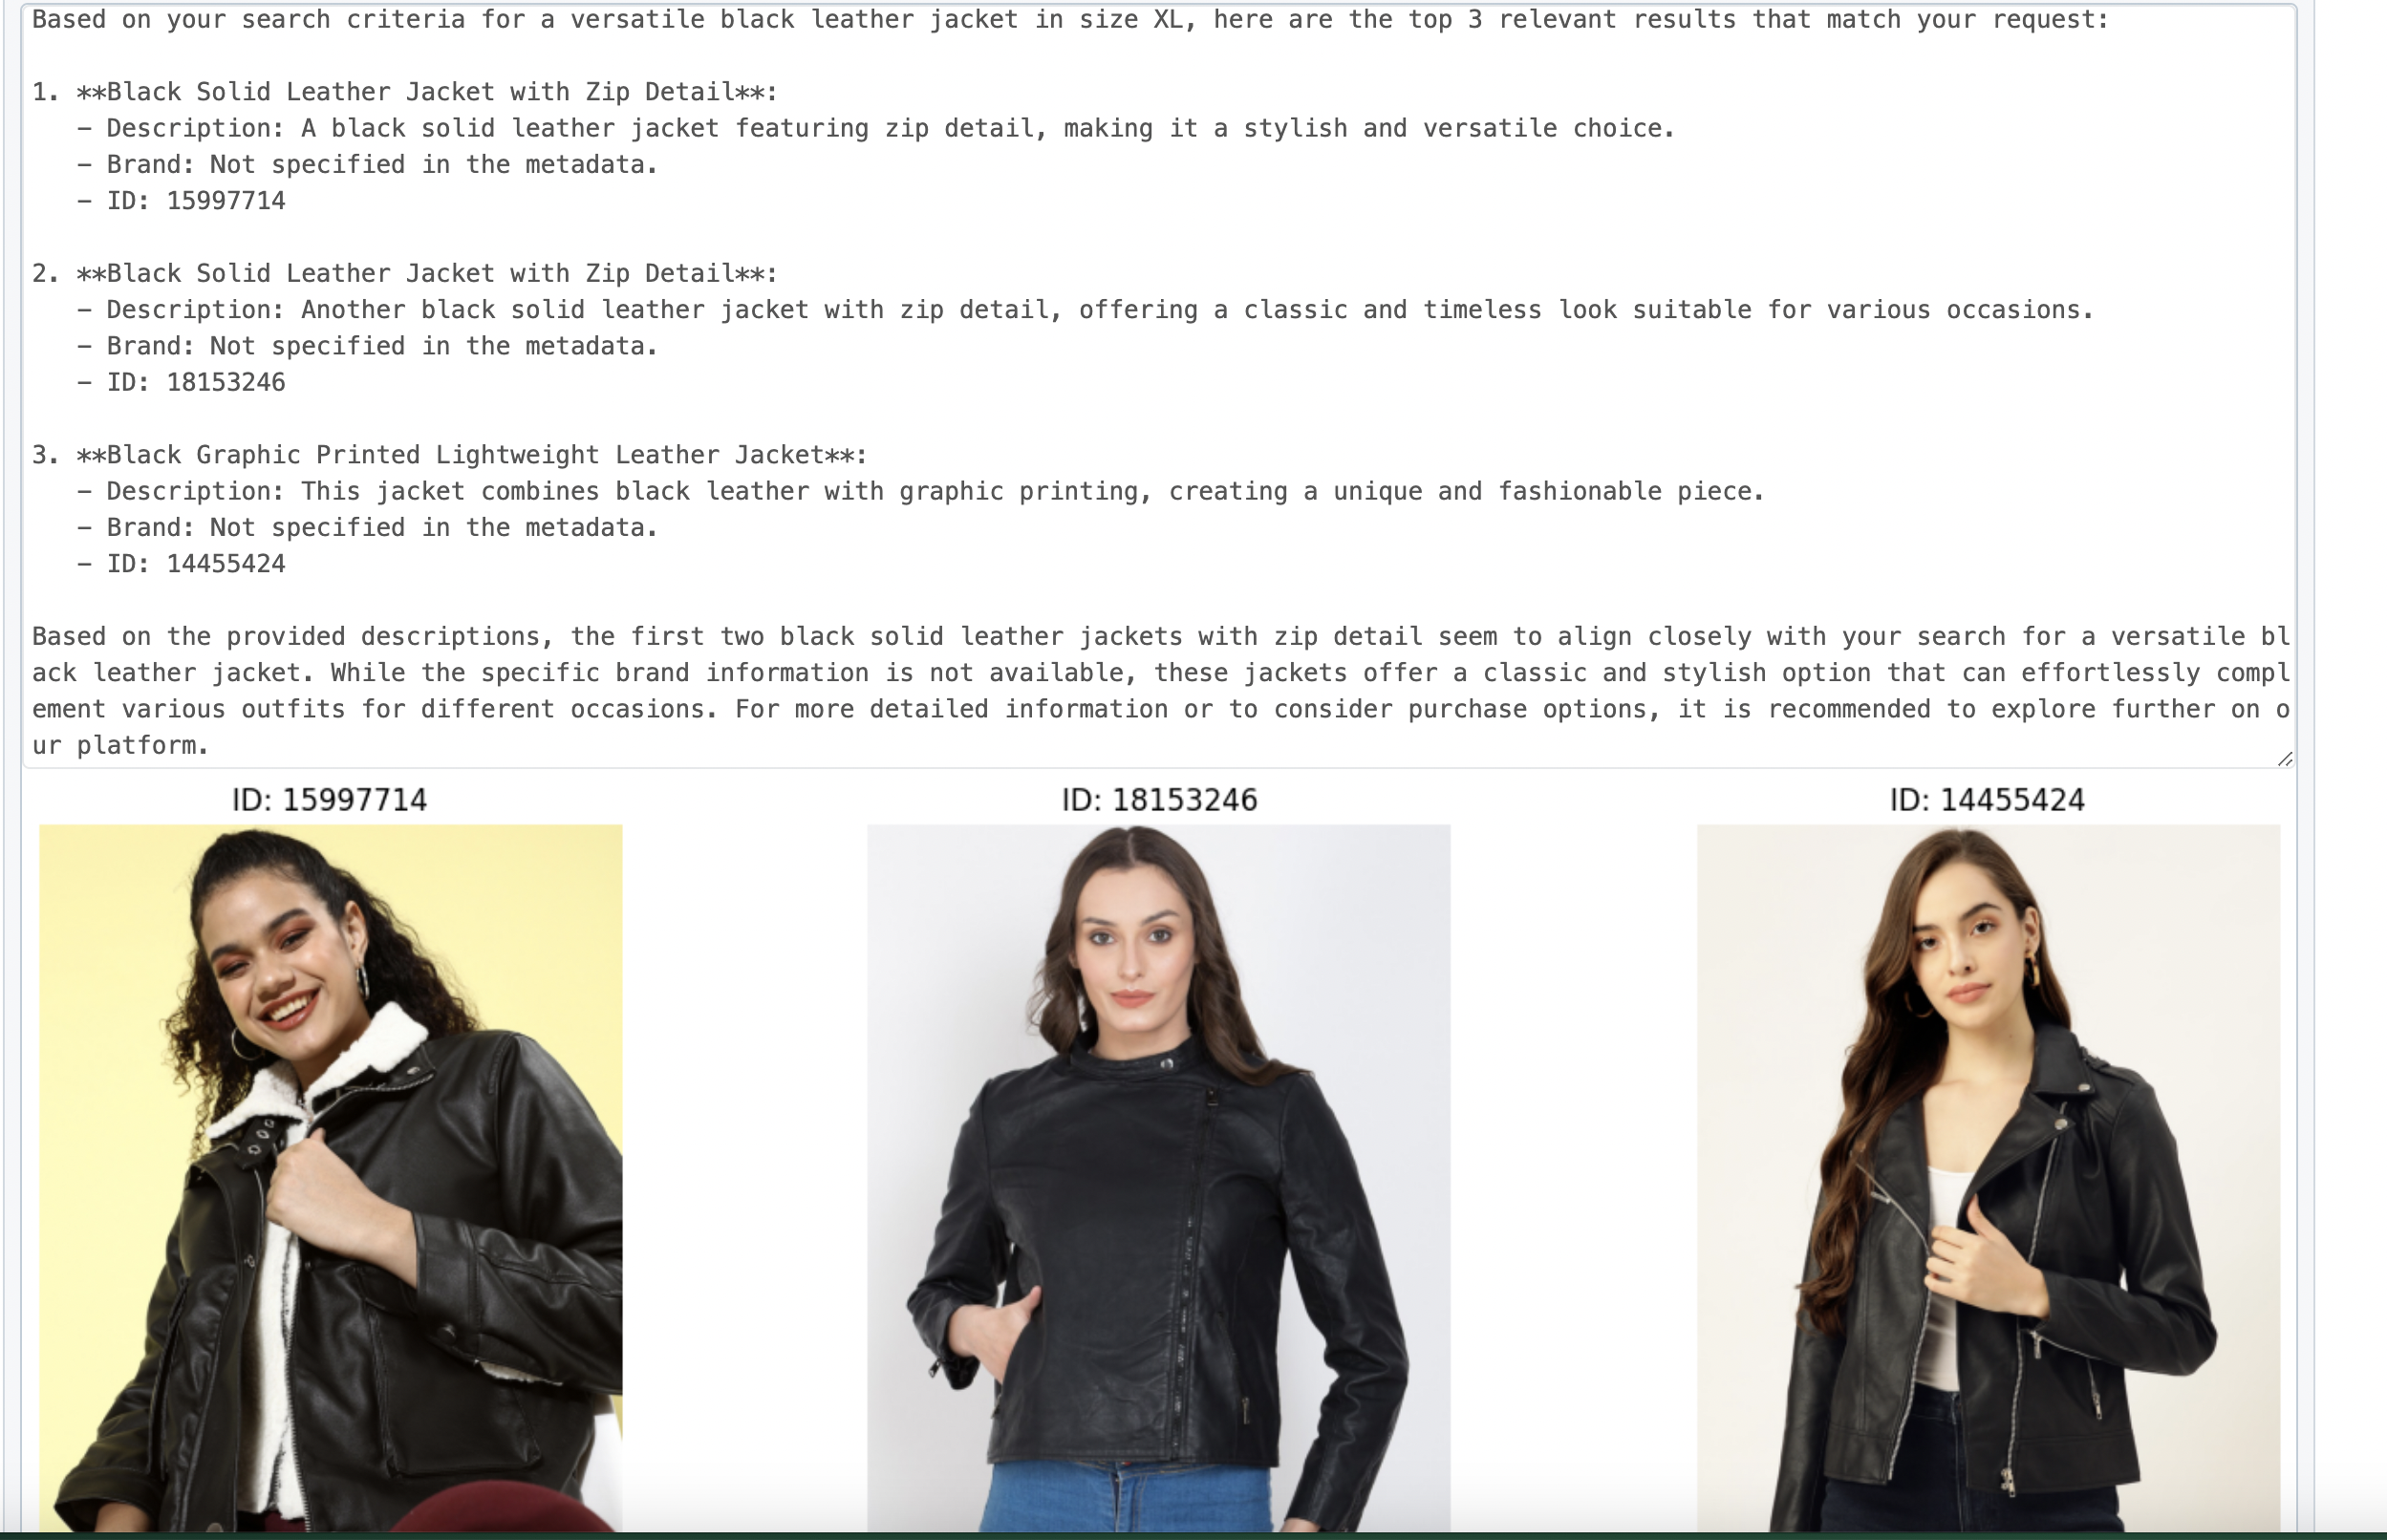 Based on your search criteria for a versatile black leather jacket in size XL, here are the top 3 relevant results that match your request:
1. **Black Solid Leather Jacket with Zip Detail**:
– Description: A black solid leather jacket featuring zip detail, making it a stylish and versatile choice.
– Brand: Not specified in the metadata.
– ID: 15997714
2. **Black Solid Leather Jacket with Zip Detail**:
– Description: Another black solid leather jacket with zip detail, offering a classic and timeless look suitable for various occasions.
– Brand: Not specified in the metadata.
– ID: 18153246
3. **Black Graphic Printed Lightweight Leather Jacket**:
– Description: This jacket combines black leather with graphic printing, creating a unique and fashionable piece.
– Brand: Not specified in the metadata.
– ID: 14455424
Based on the provided descriptions, the first two black solid leather jackets with zip detail seem to align closely with your search for a versatile bl
ack leather jacket. While the specific brand information is not available, these jackets offer a classic and stylish option that can effortlessly compl
ement various outfits for different occasions. For more detailed information or to consider purchase options, it is recommended to explore further on o
ur platform.
ID: 15997714
ID: 18153246
ID: 14455424